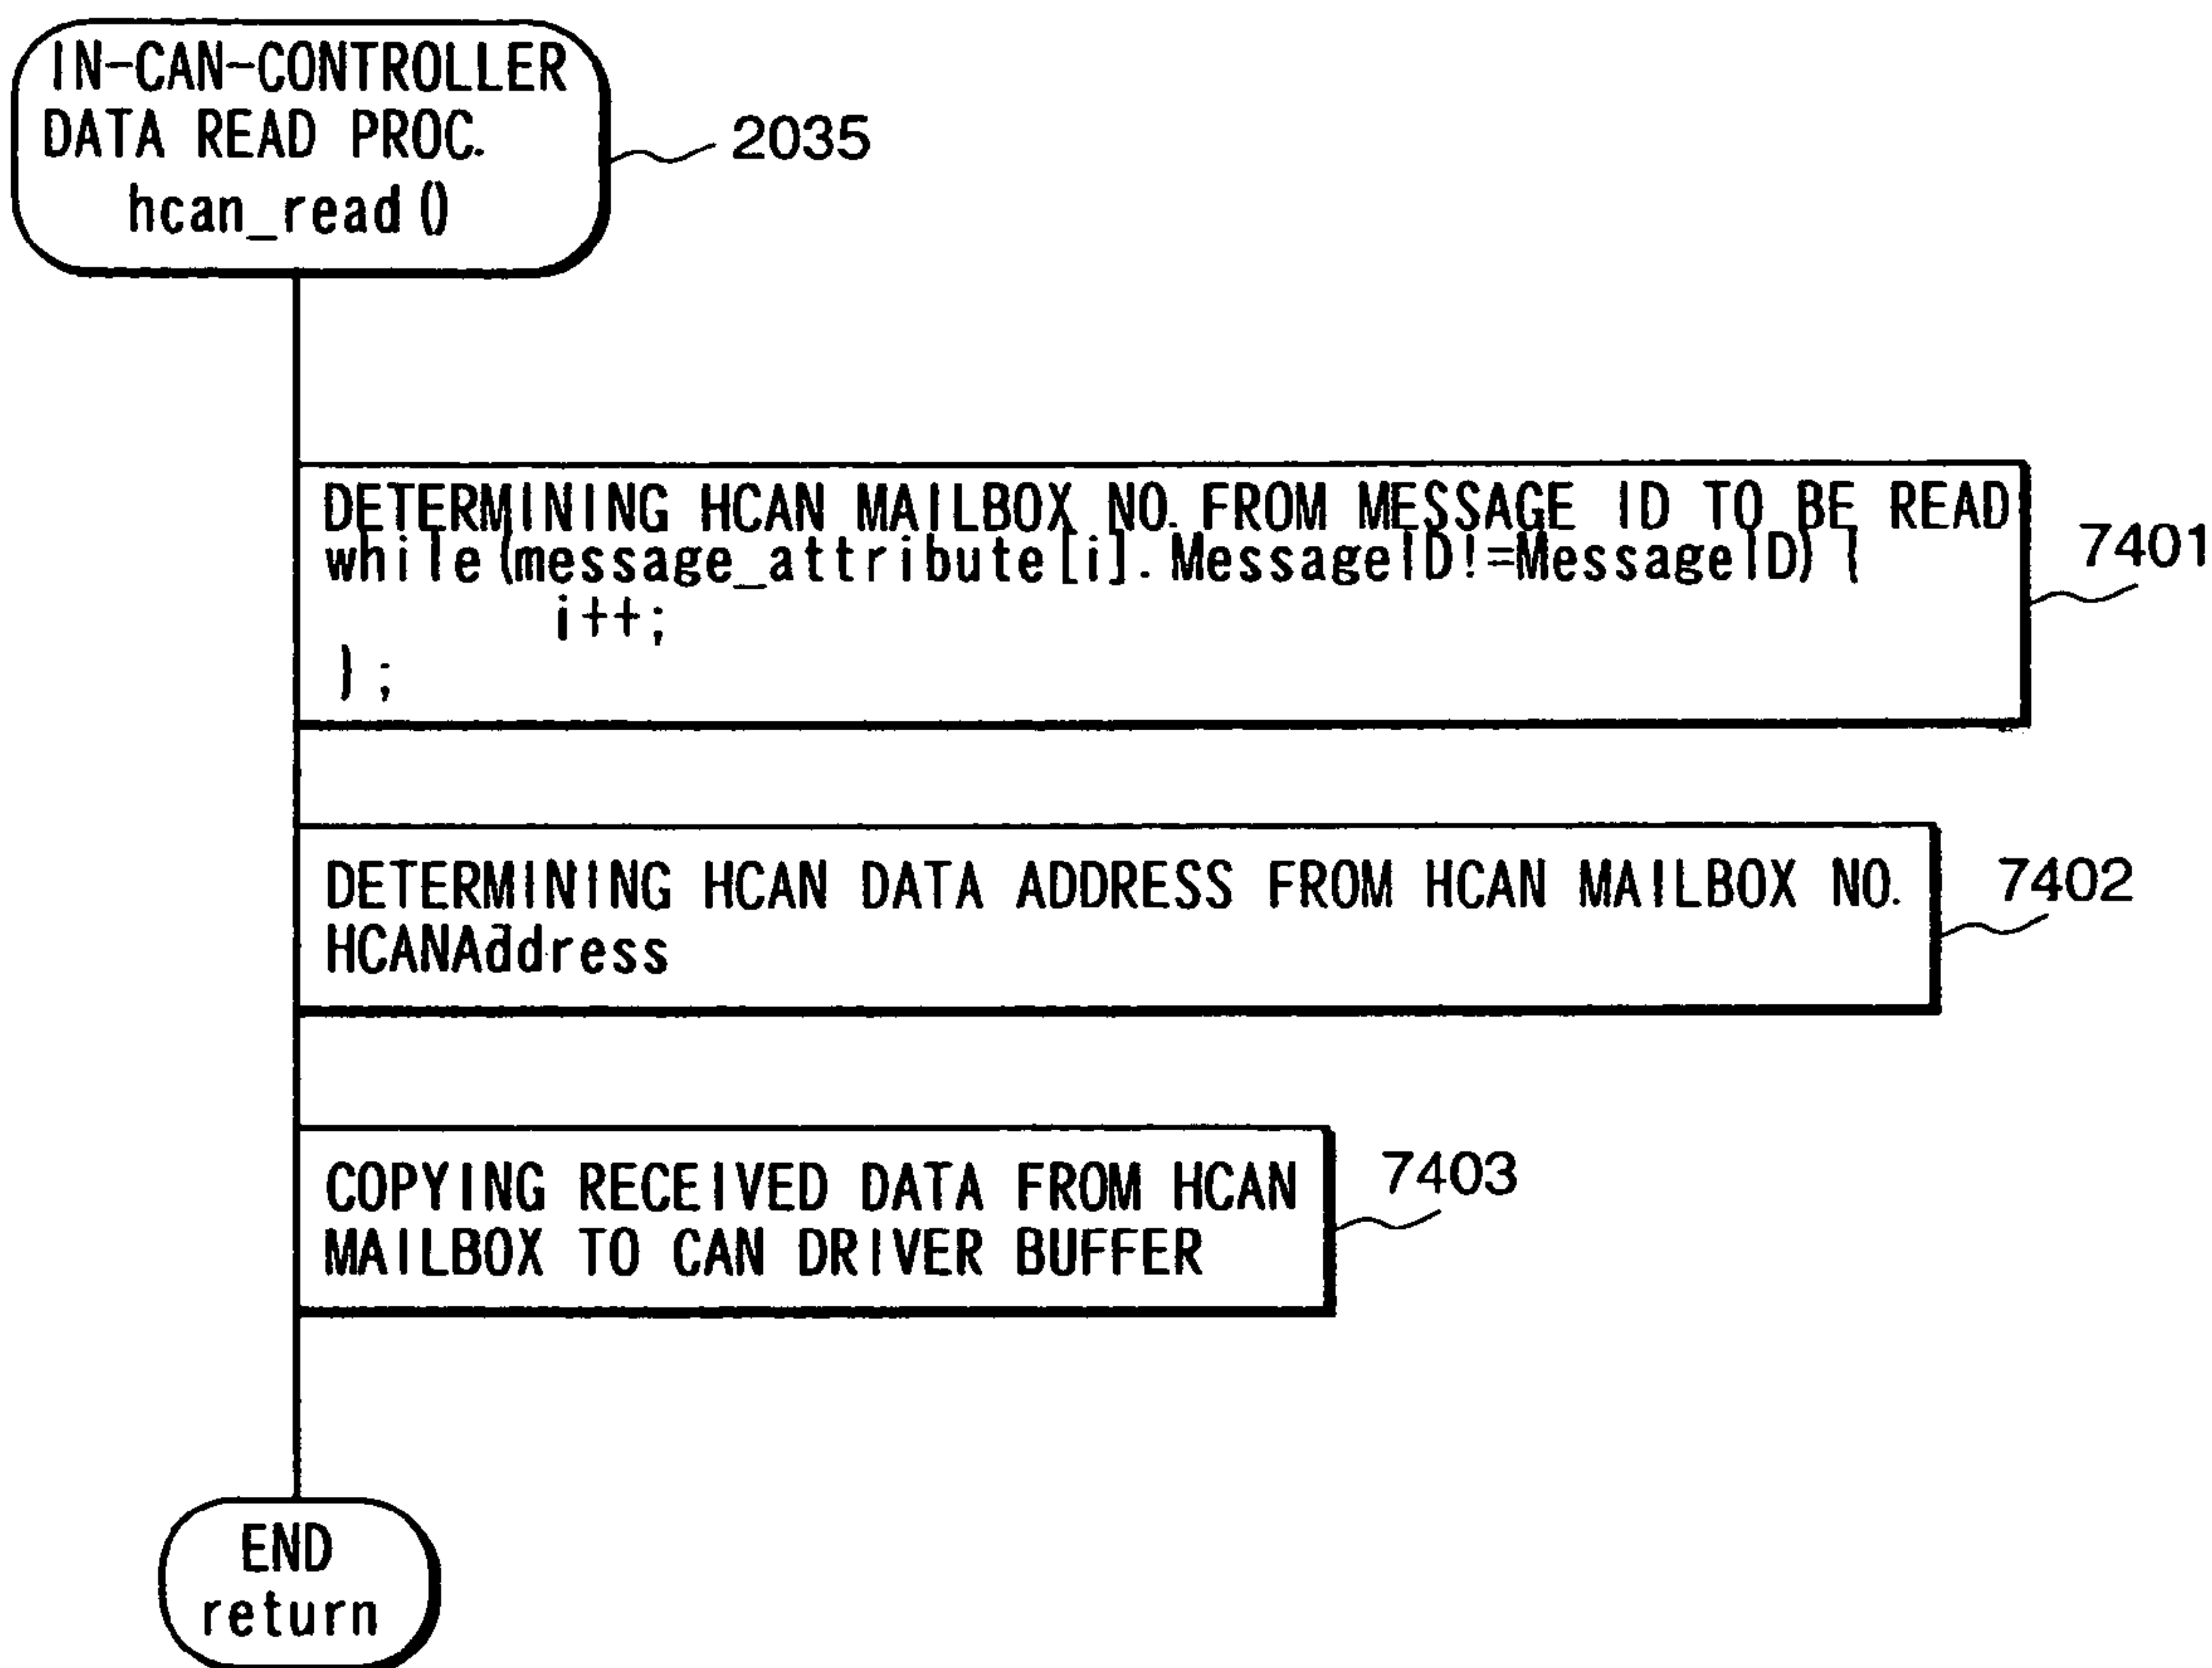 IN-CAN-CONTROLLER
DATA READ PROC.
hcan_read()
2035
DETERMINING HCAN MAILBOX NO. FROM MESSAGE ID TO BE READ
while(message_attribute[i].MessageID!=MessageID){
i++;
};
7401
DETERMINING HCAN DATA ADDRESS FROM HCAN MAILBOX NO.
HCANAddress
7402
COPYING RECEIVED DATA FROM HCAN
MAILBOX TO CAN DRIVER BUFFER
7403
END
return